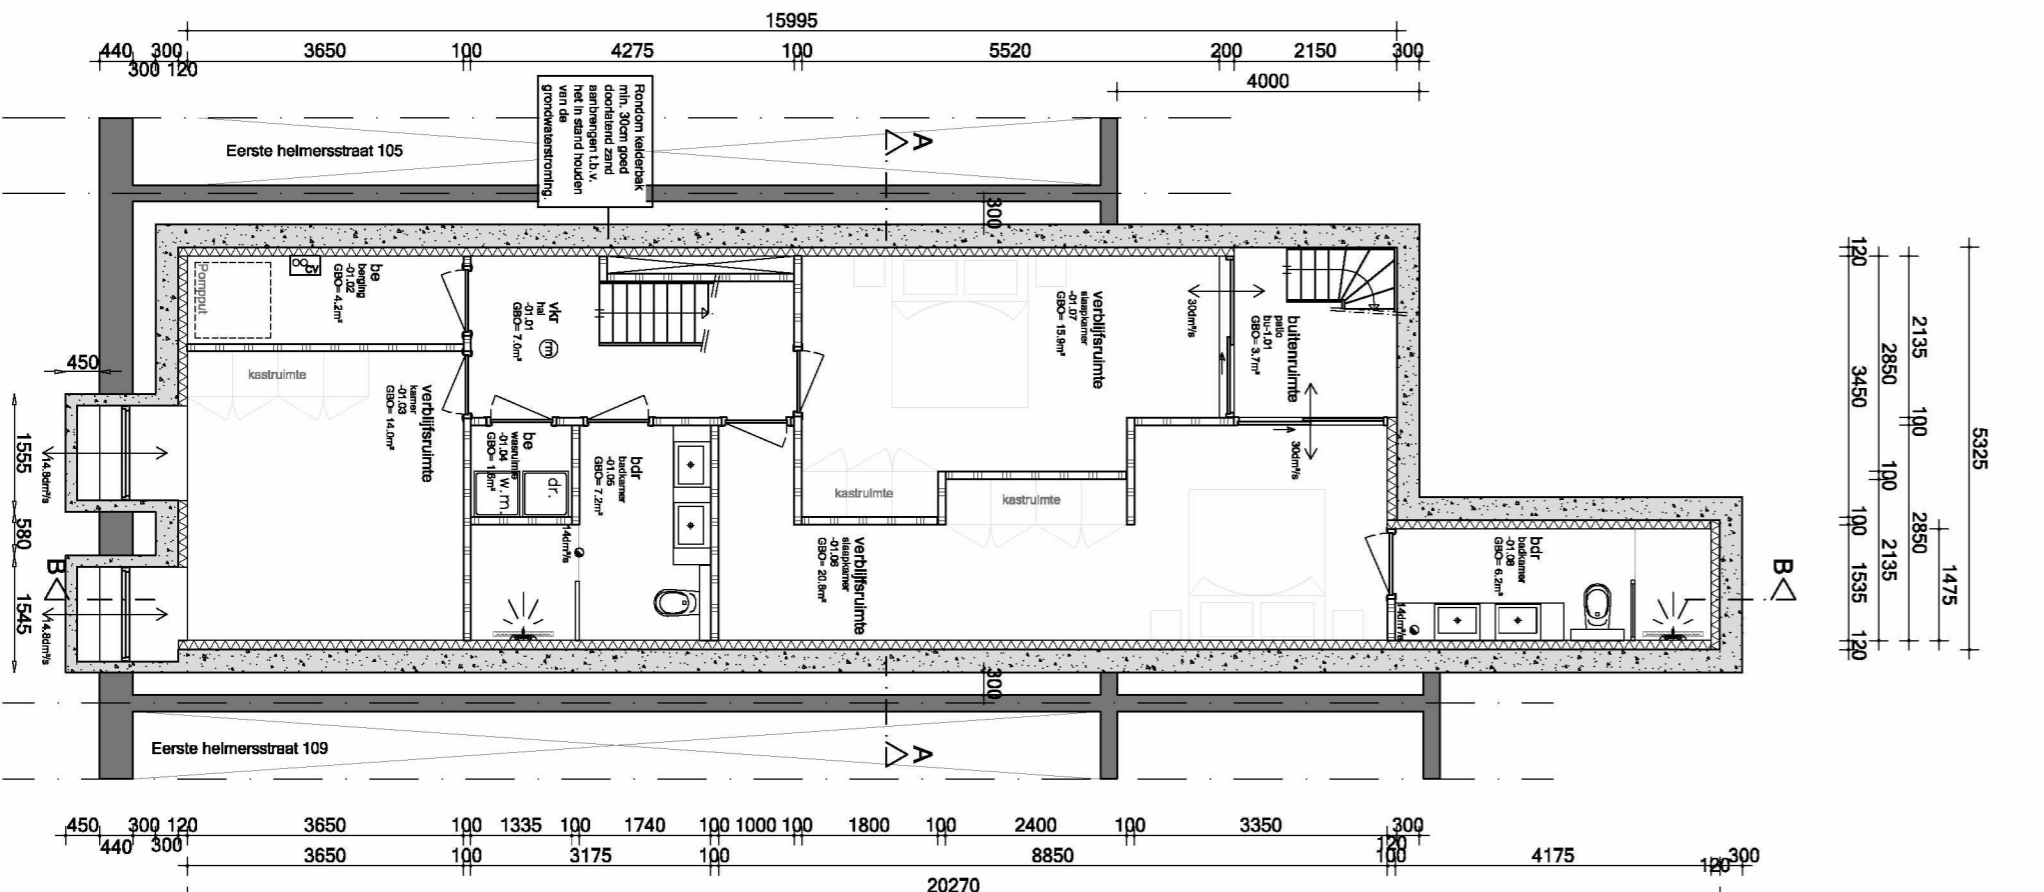 15995
440 300 3650 100 4275 100 5520 200 2150 300
300 120
4000
Rondom kelderbak
min. 30cm goed
doorlatend zand
aanbrengen t.b.v.
het in stand houden
van de
grondwaterstroming.
Eerste helmersstraat 105
A
300
Pompput
CV
be
berging
-01.02
GBO= 4.2m²
vkr
hal
-01.01
GBO= 7.0m²
rm
verblijfsruimte
slaapkamer
-01.07
GBO= 15.9m²
30dm³/s
buitenruimte
patio
bu-1.01
GBO= 3.7m²
30dm³/s
kastruimte
verblijfsruimte
kamer
-01.03
GBO= 14.0m²
be
wasruimte
-01.04
GBO= 1.6m²
w.m.
dr.
bdr
badkamer
-01.05
GBO= 7.2m²
14dm³/s
kastruimte
kastruimte
verblijfsruimte
slaapkamer
-01.06
GBO= 20.8m²
bdr
badkamer
-01.08
GBO= 6.2m²
14dm³/s
450
1555
580
1545
14.8dm³/s
14.8dm³/s
B
B
120
3450
100
1535
120
2850
100
2135
2135
100
2850
1475
5325
300
Eerste helmersstraat 109
A
450 300 120 3650 100 1335 100 1740 100 1000 100 1800 100 2400 100 3350 300
440 300 120
3650 100 3175 100 8850 100 4175 120 300
20270